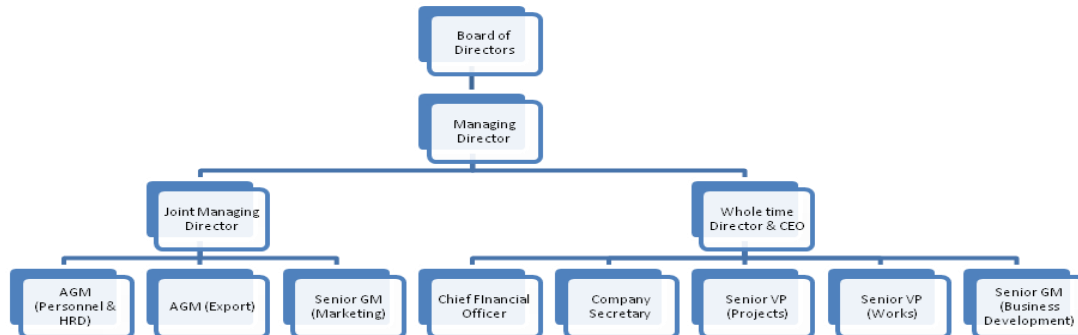 Board of
Directors
Managing
Director
Joint Managing
Director
Whole time
Director & CEO
AGM
(Personnel &
HRD)
AGM (Export)
Senior GM
(Marketing)
Chief FInancial
Officer
Company
Secretary
Senior VP
(Projects)
Senior VP
(Works)
Senior GM
(Business
Development)